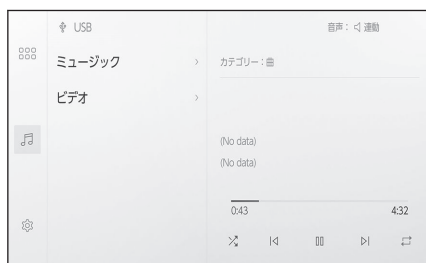 USB
音声：連動
ミュージック
カテゴリー：曲
ビデオ
(No data)
(No data)
0:43
4:32